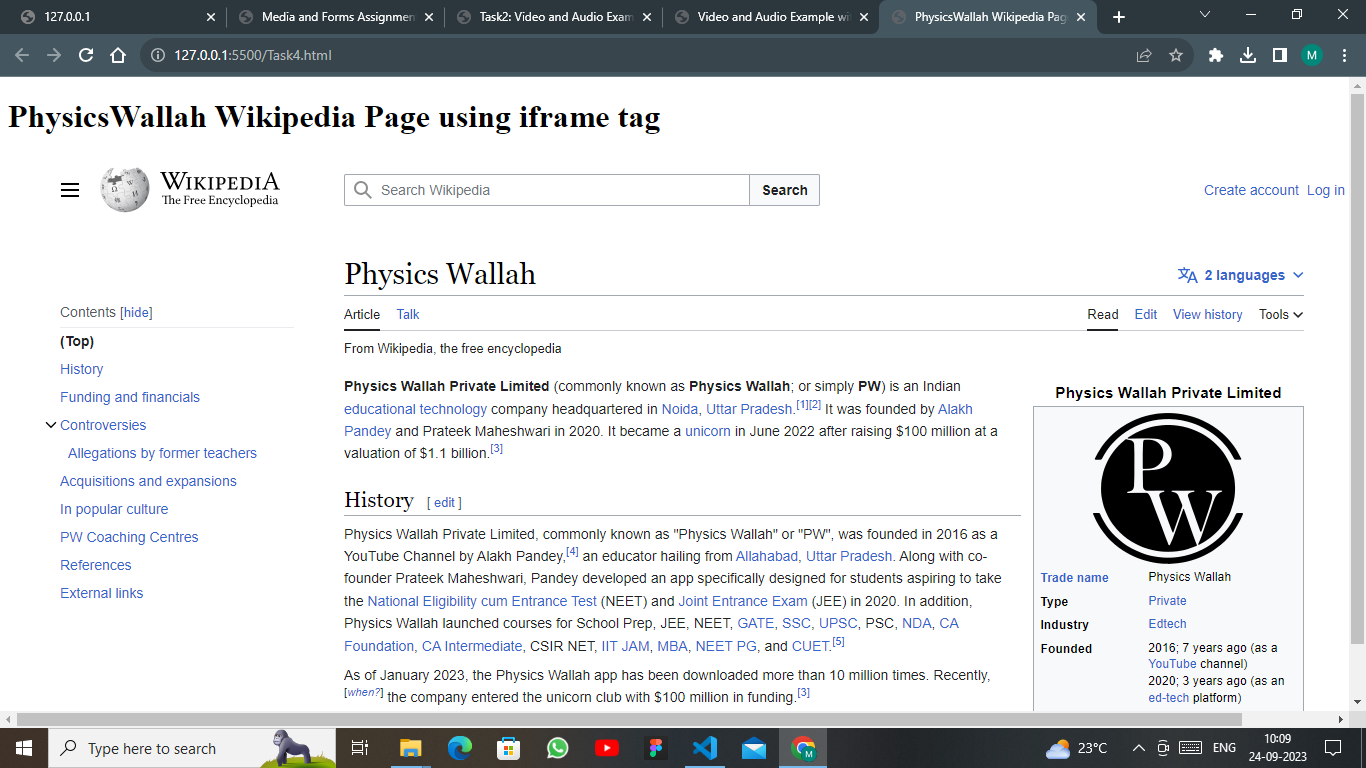 127.0.0.1
Media and Forms Assignmen
Task2: Video and Audio Exam
Video and Audio Example wi
PhysicsWallah Wikipedia Pag
127.0.0.1:5500/Task4.html
M
PhysicsWallah Wikipedia Page using iframe tag
WIKIPEDIA
The Free Encyclopedia
Search Wikipedia
Search
Create account Log in
Physics Wallah
2 languages
Contents [hide]
(Top)
History
Funding and financials
Controversies
Allegations by former teachers
Acquisitions and expansions
In popular culture
PW Coaching Centres
References
External links
Article Talk
Read Edit View history Tools
From Wikipedia, the free encyclopedia
Physics Wallah Private Limited (commonly known as Physics Wallah; or simply PW) is an Indian
educational technology company headquartered in Noida, Uttar Pradesh.[1][2] It was founded by Alakh
Pandey and Prateek Maheshwari in 2020. It became a unicorn in June 2022 after raising $100 million at a
valuation of $1.1 billion.[3]
History [ edit ]
Physics Wallah Private Limited, commonly known as "Physics Wallah" or "PW", was founded in 2016 as a
YouTube Channel by Alakh Pandey,[4] an educator hailing from Allahabad, Uttar Pradesh. Along with co-
founder Prateek Maheshwari, Pandey developed an app specifically designed for students aspiring to take
the National Eligibility cum Entrance Test (NEET) and Joint Entrance Exam (JEE) in 2020. In addition,
Physics Wallah launched courses for School Prep, JEE, NEET, GATE, SSC, UPSC, PSC, NDA, CA
Foundation, CA Intermediate, CSIR NET, IIT JAM, MBA, NEET PG, and CUET.[5]
As of January 2023, the Physics Wallah app has been downloaded more than 10 million times. Recently,
[when?] the company entered the unicorn club with $100 million in funding.[3]
Physics Wallah Private Limited
PW
Trade name Physics Wallah
Type Private
Industry Edtech
Founded 2016; 7 years ago (as a
YouTube channel)
2020; 3 years ago (as an
ed-tech platform)
Type here to search
23°C
ENG
10:09
24-09-2023
M